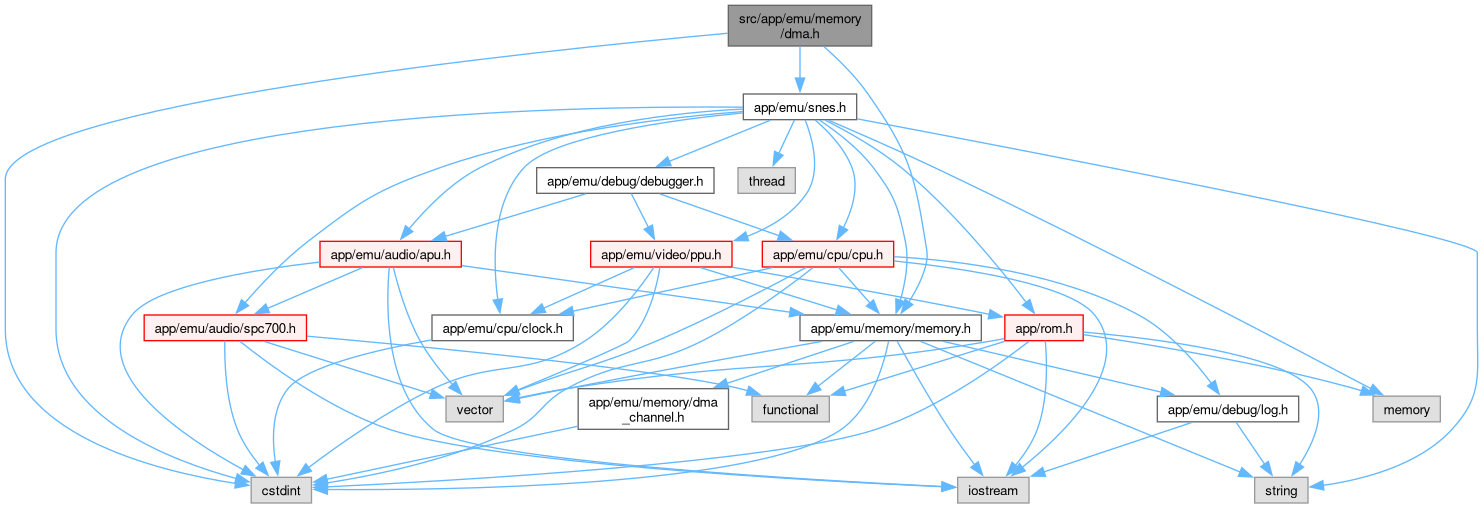 src/app/emu/memory
/dma.h
app/emu/snes.h
app/emu/debug/debugger.h
thread
app/emu/audio/apu.h
app/emu/video/ppu.h
app/emu/cpu/cpu.h
app/emu/audio/spc700.h
app/emu/cpu/clock.h
app/emu/memory/memory.h
app/rom.h
vector
app/emu/memory/dma
_channel.h
functional
app/emu/debug/log.h
memory
cstdint
iostream
string